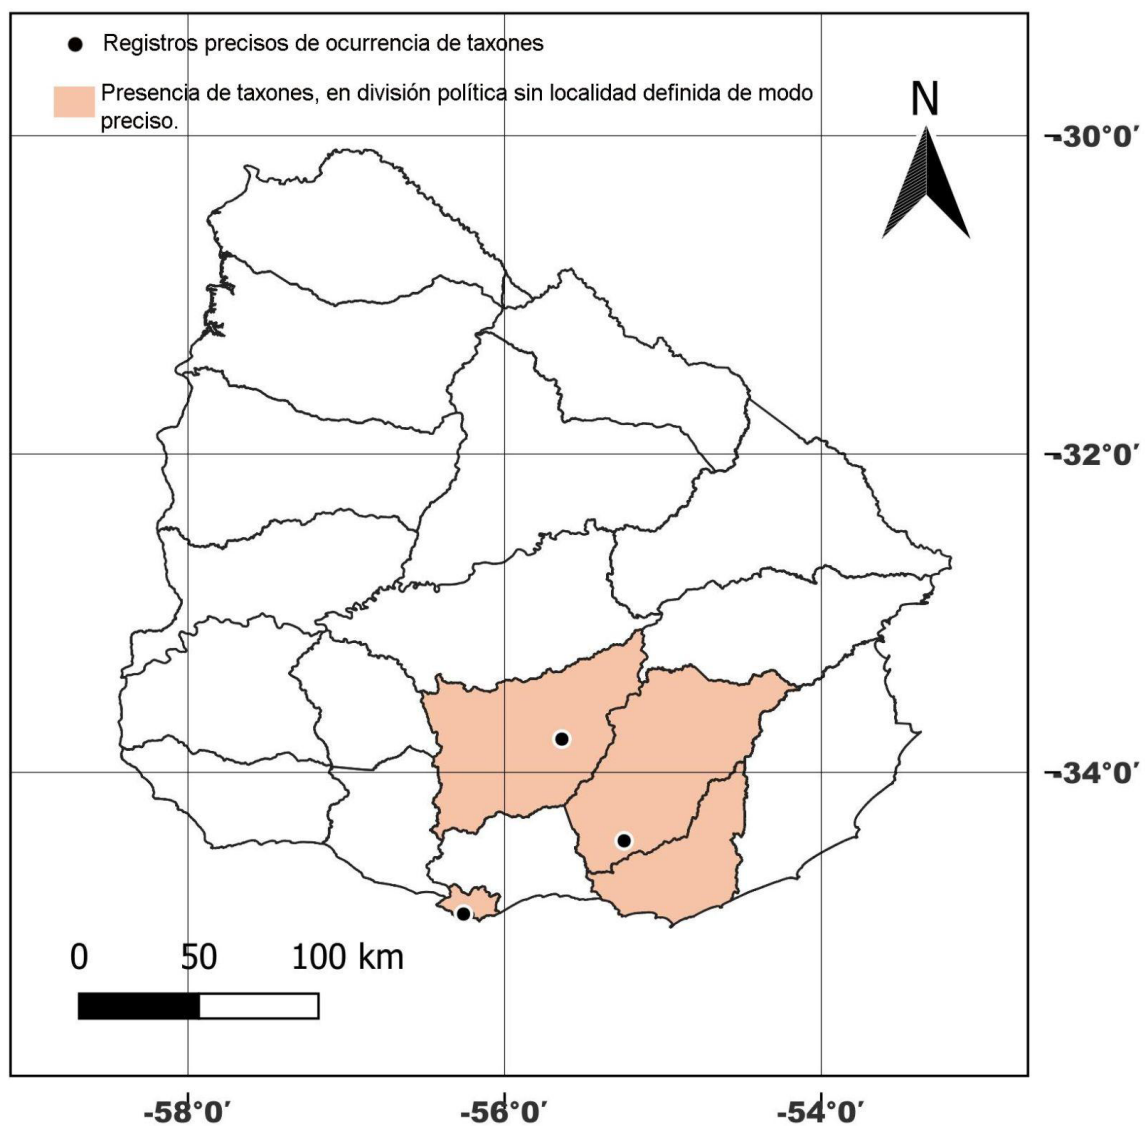 Registros precisos de ocurrencia de taxones
Presencia de taxones, en división política sin localidad definida de modo
preciso.
N
-30°0′
-32°0′
-34°0′
0 50 100 km
-58°0′ -56°0′ -54°0′